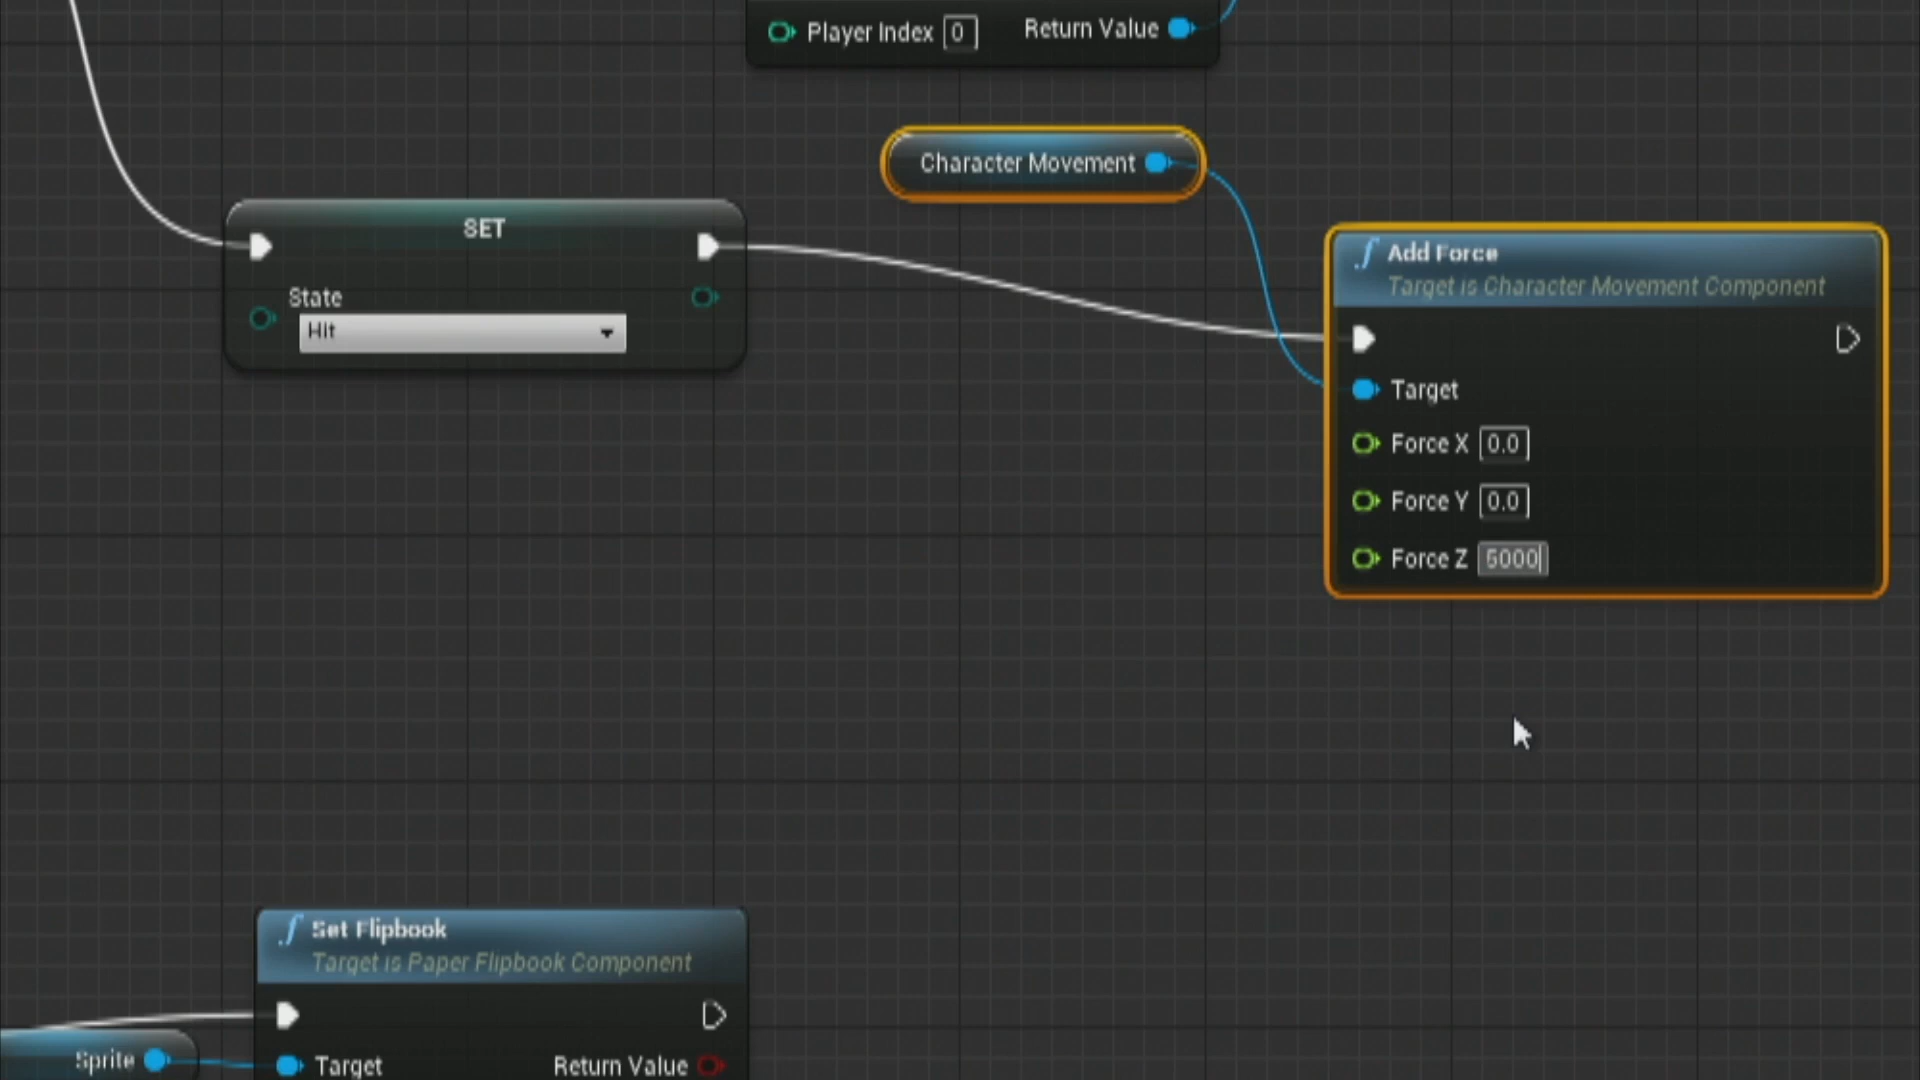 Player Index 0 Return Value
Character Movement
SET
State
Hit
f Add Force
Target is Character Movement Component
Target
Force X 0.0
Force Y 0.0
Force Z 5000
f Set Flipbook
Target is Paper Flipbook Component
Sprite
Target Return Value